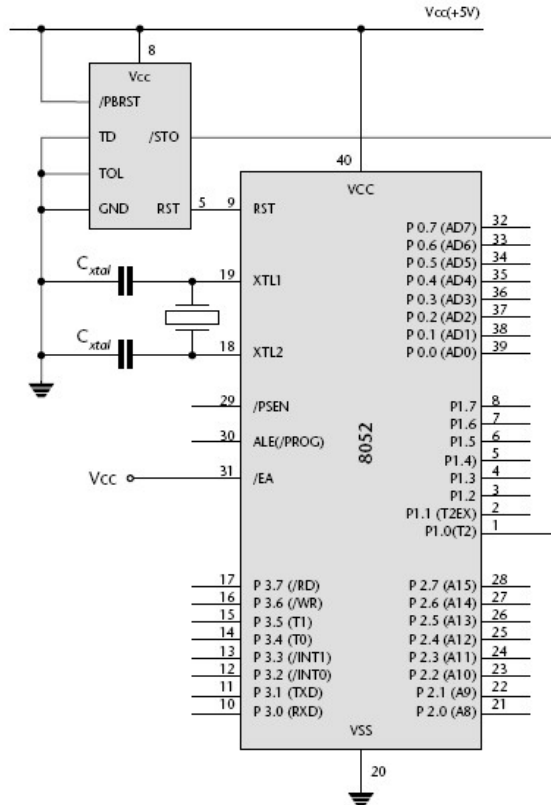 Vcc(+5V)
8
Vcc
/PBRST
TD /STO
TOL
GND RST 5 9 RST
40
VCC
P 0.7 (AD7) 32
P 0.6 (AD6) 33
P 0.5 (AD5) 34
P 0.4 (AD4) 35
P 0.3 (AD3) 36
P 0.2 (AD2) 37
P 0.1 (AD1) 38
P 0.0 (AD0) 39
Cxtal 19 XTL1
Cxtal 18 XTL2
29 /PSEN
30 ALE(/PROG)
Vcc 31 /EA
8052
P1.7 8
P1.6 7
P1.5 6
P1.4) 5
P1.3 4
P1.2 3
P1.1 (T2EX) 2
P1.0(T2) 1
17 P 3.7 (/RD) P 2.7 (A15) 28
16 P 3.6 (/WR) P 2.6 (A14) 27
15 P 3.5 (T1) P 2.5 (A13) 26
14 P 3.4 (T0) P 2.4 (A12) 25
13 P 3.3 (/INT1) P 2.3 (A11) 24
12 P 3.2 (/INT0) P 2.2 (A10) 23
11 P 3.1 (TXD) P 2.1 (A9) 22
10 P 3.0 (RXD) P 2.0 (A8) 21
VSS
20